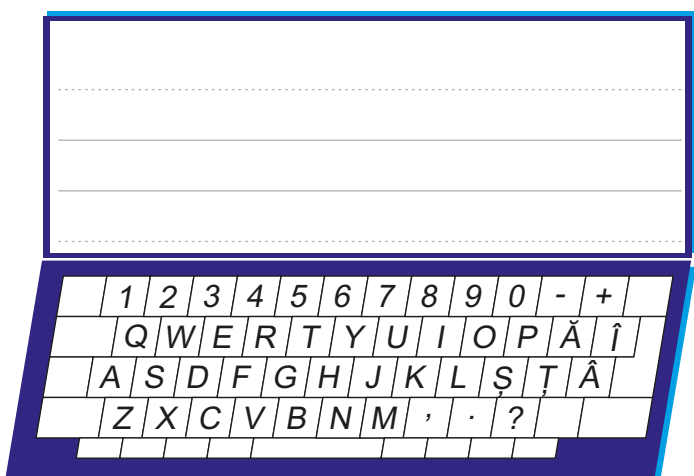 1 2 3 4 5 6 7 8 9 0 - +
Q W E R T Y U I O P Ă Î
A S D F G H J K L Ș Ț Â
Z X C V B N M , . ?